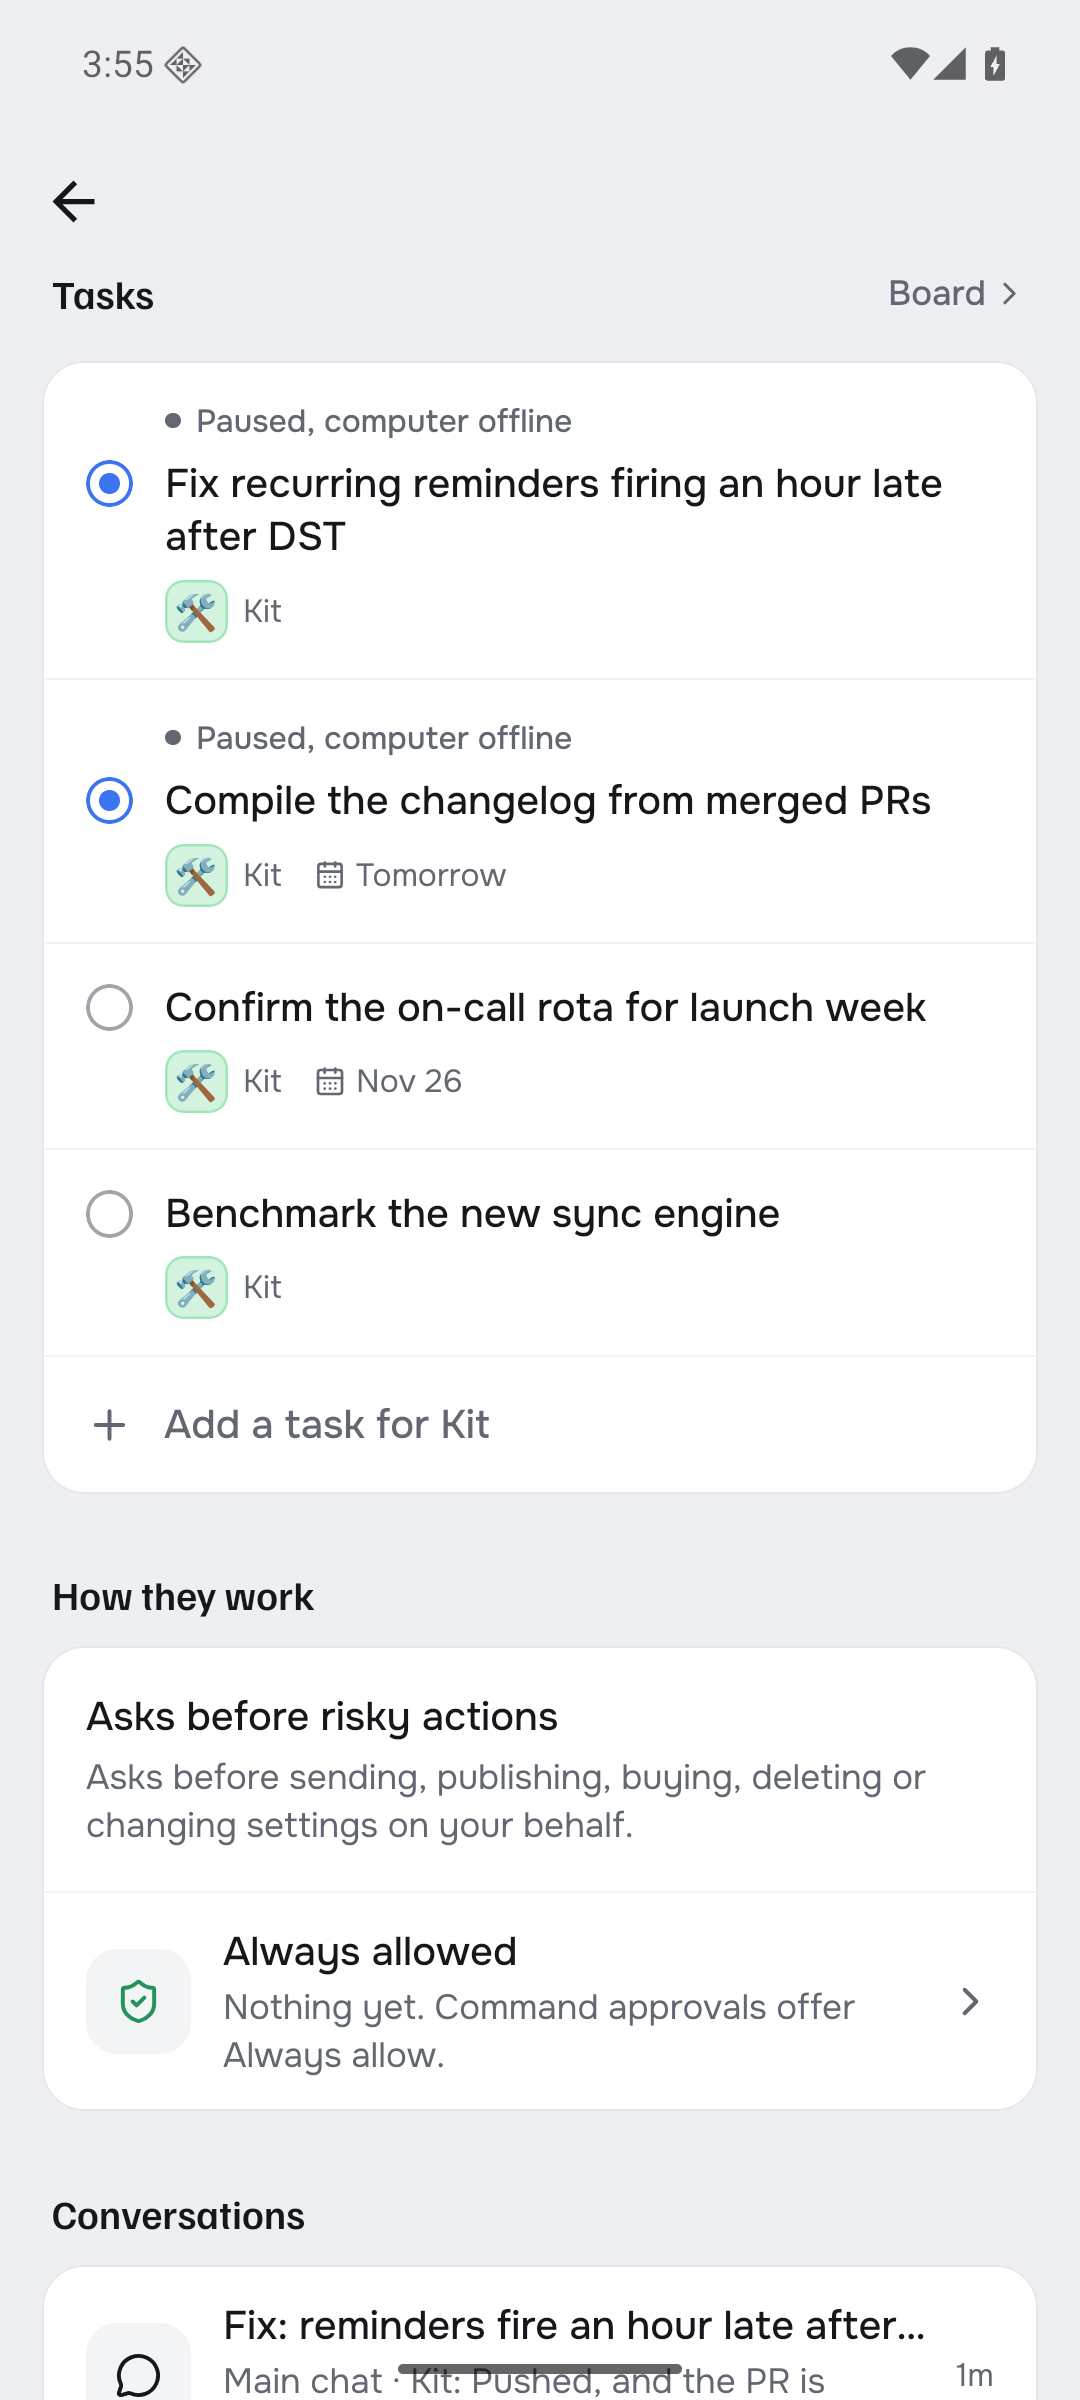 3:55
Tasks
Board
Paused, computer offline
Fix recurring reminders firing an hour late
after DST
Kit
Paused, computer offline
Compile the changelog from merged PRs
Kit
Tomorrow
Confirm the on-call rota for launch week
Kit
Nov 26
Benchmark the new sync engine
Kit
Add a task for Kit
How they work
Asks before risky actions
Asks before sending, publishing, buying, deleting or
changing settings on your behalf.
Always allowed
Nothing yet. Command approvals offer
Always allow.
Conversations
Fix: reminders fire an hour late after...
Main chat · Kit: Pushed, and the PR is
1m